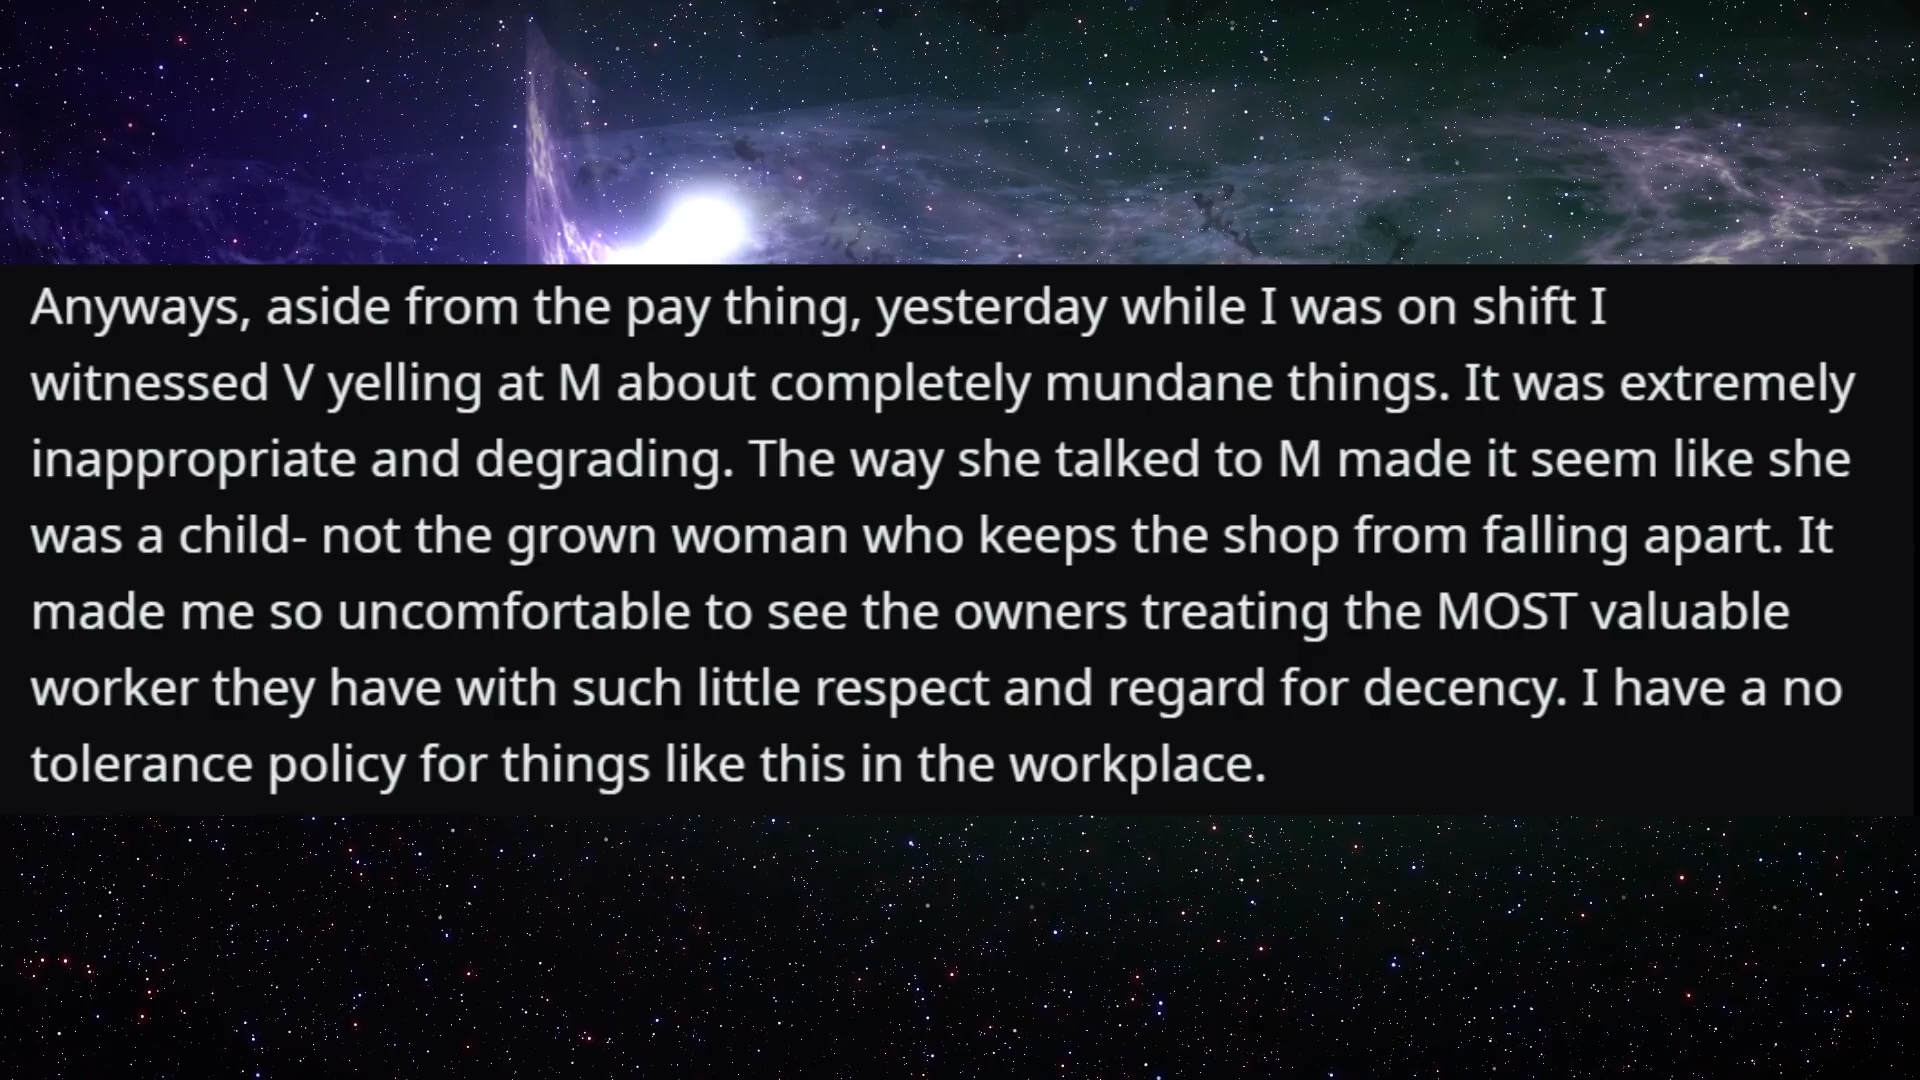 Anyways, aside from the pay thing, yesterday while I was on shift I
witnessed V yelling at M about completely mundane things. It was extremely
inappropriate and degrading. The way she talked to M made it seem like she
was a child- not the grown woman who keeps the shop from falling apart. It
made me so uncomfortable to see the owners treating the MOST valuable
worker they have with such little respect and regard for decency. I have a no
tolerance policy for things like this in the workplace.